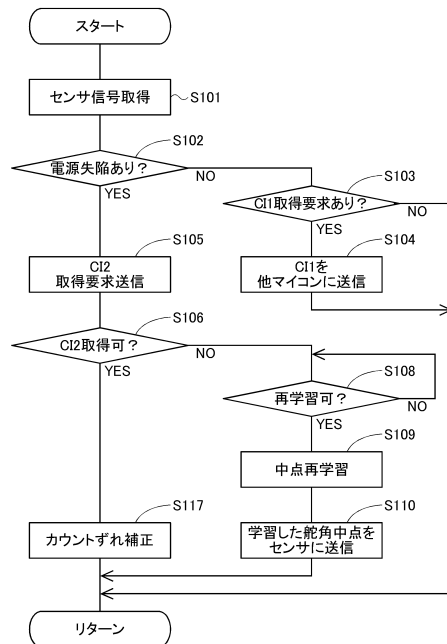 スタート
センサ信号取得
S101
S102
電源失陥あり？
NO
YES
S103
CI1取得要求あり？
NO
YES
S105
CI2
取得要求送信
S104
CI1を
他マイコンに送信
S106
CI2取得可？
NO
YES
S108
再学習可？
NO
YES
S109
中点再学習
S117
カウントずれ補正
S110
学習した舵角中点を
センサに送信
リターン